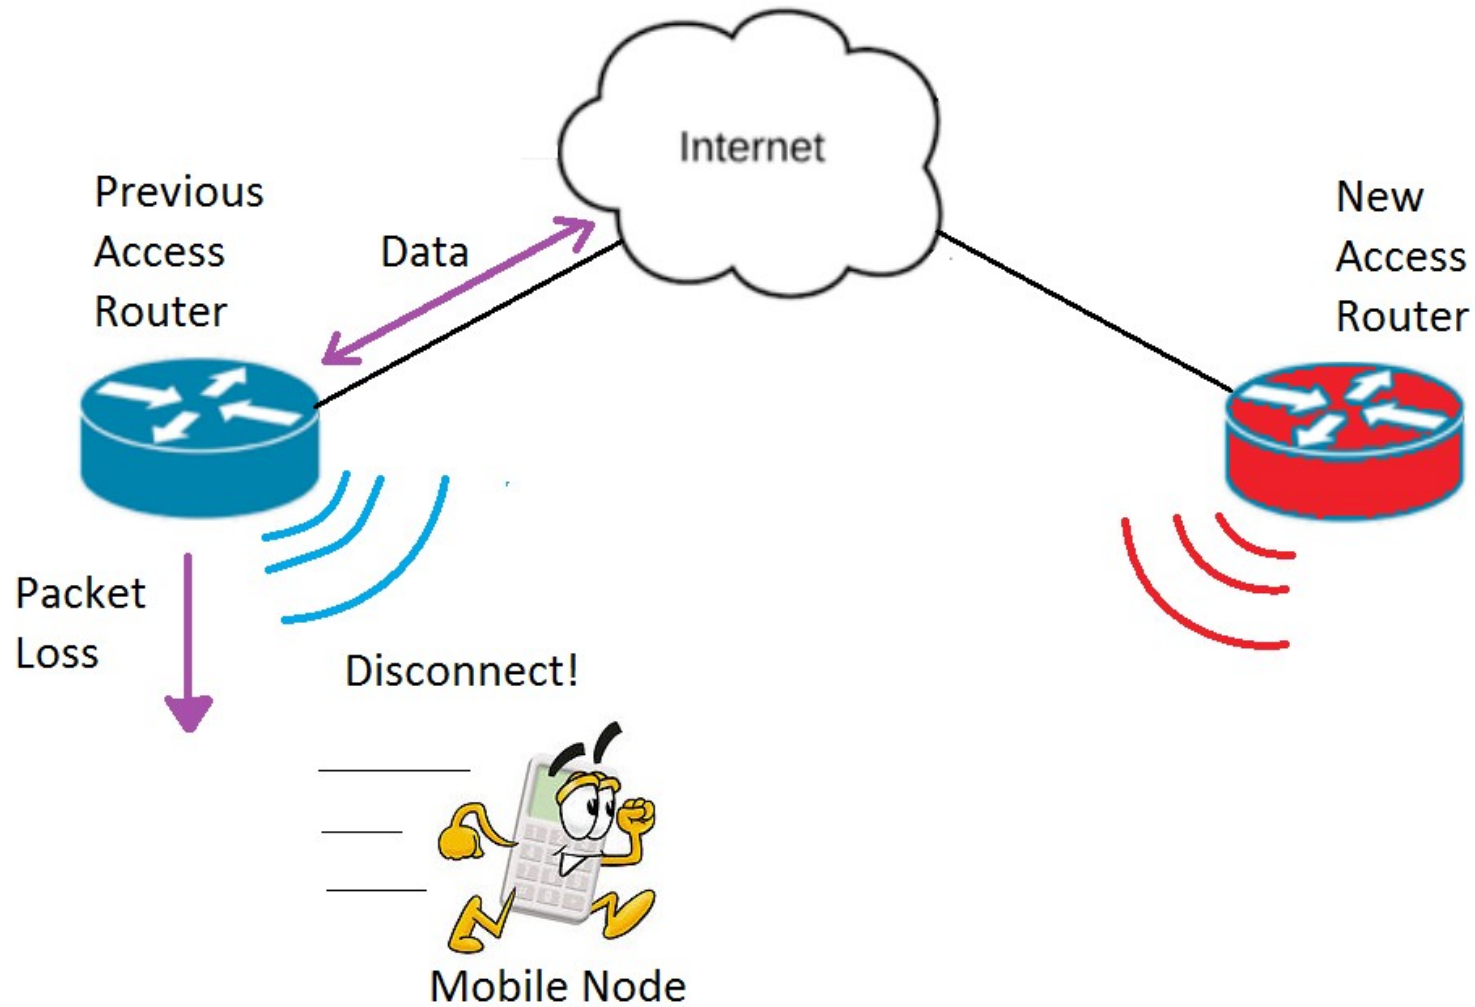 Internet
Previous
Access
Router
Data
New
Access
Router
Packet
Loss
Disconnect!
Mobile Node